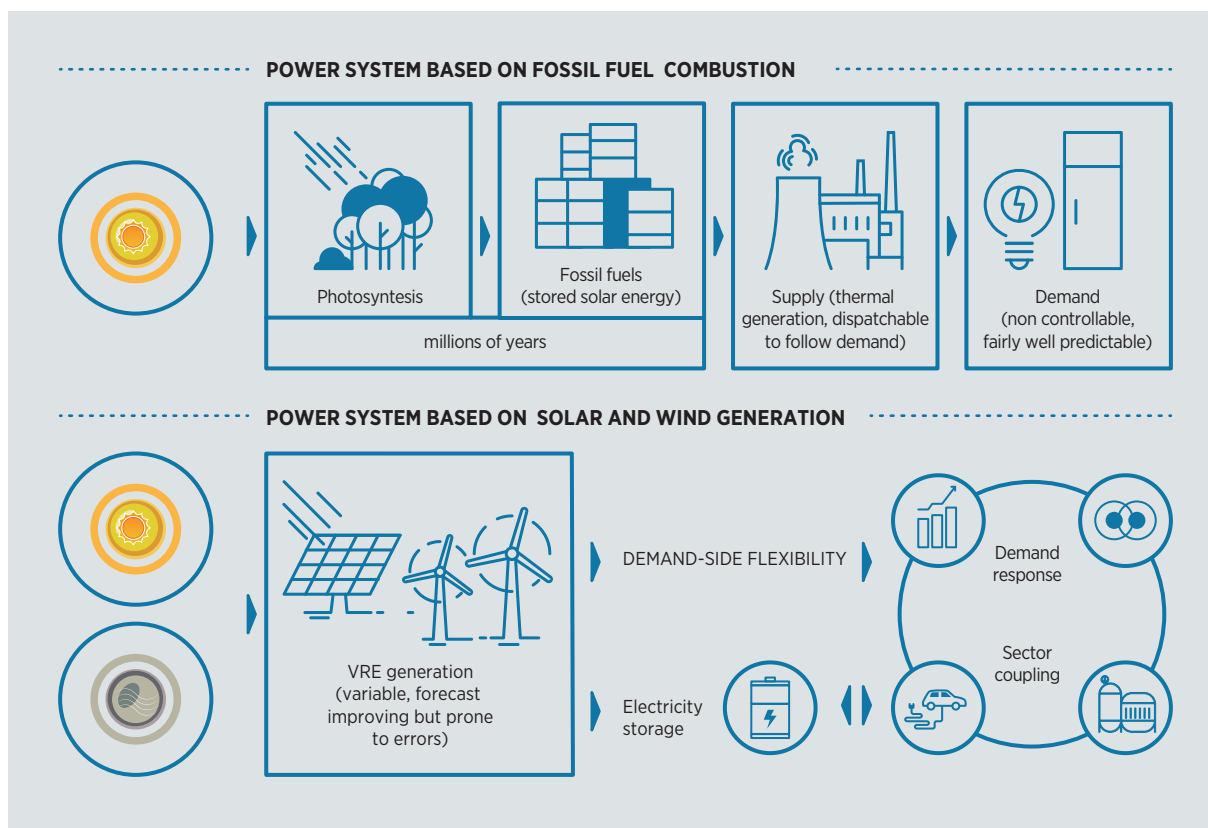 POWER SYSTEM BASED ON FOSSIL FUEL COMBUSTION
Photosyntesis
Fossil fuels
(stored solar energy)
millions of years
Supply (thermal
generation, dispatchable
to follow demand)
Demand
(non controllable,
fairly well predictable)
POWER SYSTEM BASED ON SOLAR AND WIND GENERATION
VRE generation
(variable, forecast
improving but prone
to errors)
DEMAND-SIDE FLEXIBILITY
Electricity
storage
Demand
response
Sector
coupling